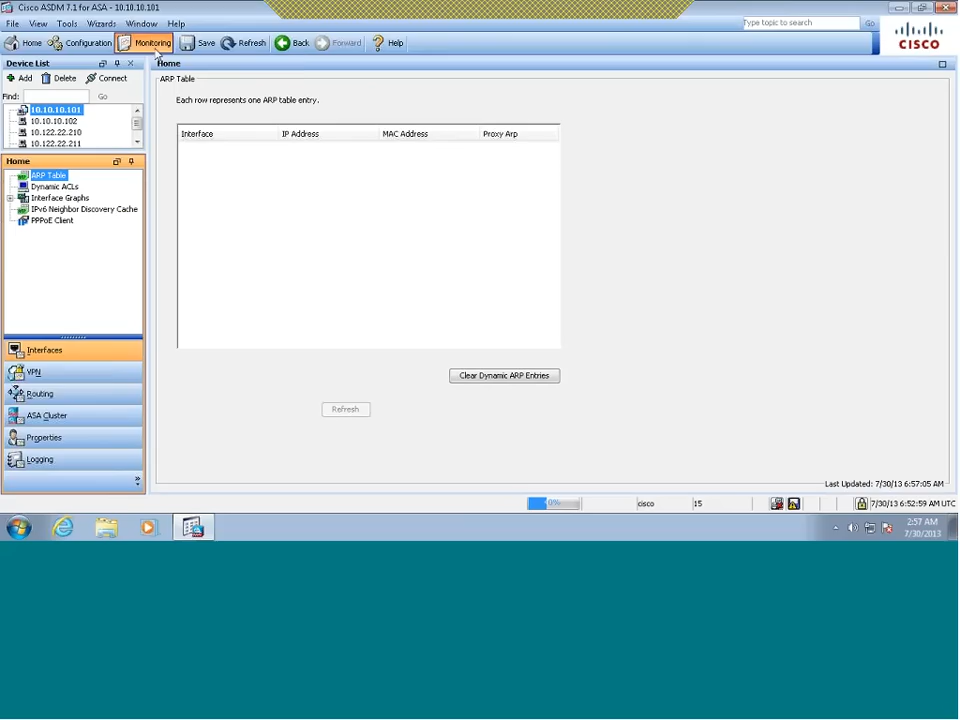 Cisco ASDM 7.1 for ASA - 10.10.10.101
File View Tools Wizards Window Help
Type topic to search Go
Home Configuration Monitoring Save Refresh Back Forward Help
CISCO
Device List
Add Delete Connect
Find: Go
10.10.10.101
10.10.10.102
10.122.22.210
10.122.22.211
Home
ARP Table
Dynamic ACLs
Interface Graphs
IPv6 Neighbor Discovery Cache
PPPoE Client
Interfaces
VPN
Routing
ASA Cluster
Properties
Logging
Home
ARP Table
Each row represents one ARP table entry.
Interface IP Address MAC Address Proxy Arp
Clear Dynamic ARP Entries
Refresh
Last Updated: 7/30/13 6:57:05 AM
0% cisco 15 7/30/13 6:52:59 AM UTC
2:57 AM
7/30/2013